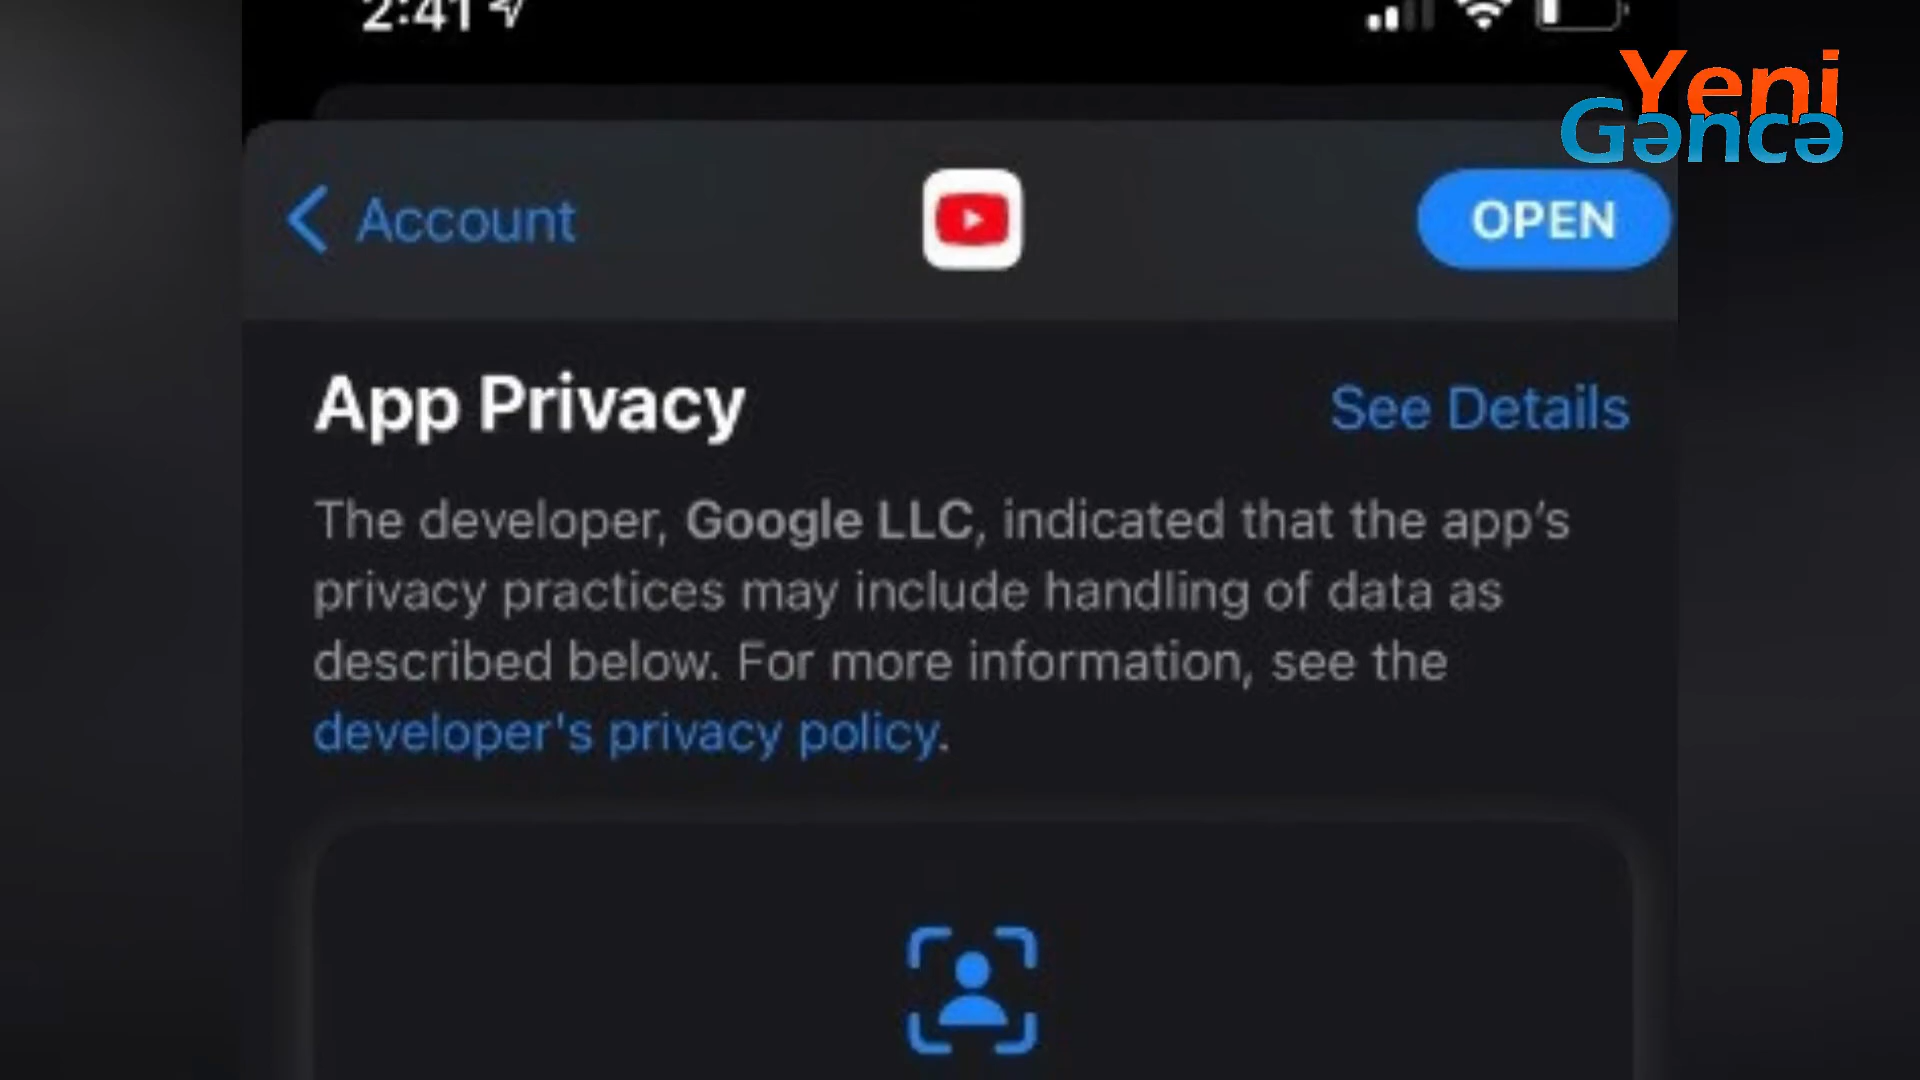 2:41
Yeni
Gəncə
Account
OPEN
App Privacy
See Details
The developer, Google LLC, indicated that the app’s
privacy practices may include handling of data as
described below. For more information, see the
developer's privacy policy.